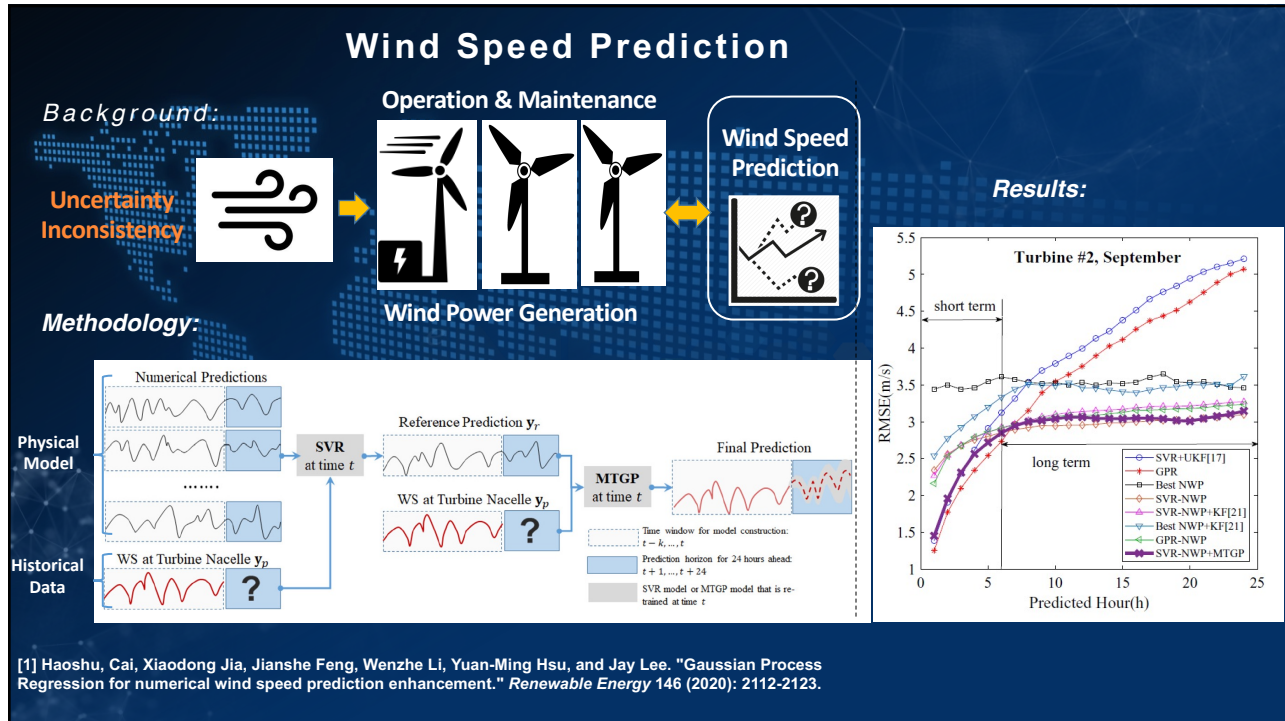 Wind Speed Prediction
Background:
Uncertainty
Inconsistency
Operation & Maintenance
Wind Power Generation
Wind Speed
Prediction
?
?
Methodology:
Physical
Model
Historical
Data
Numerical Predictions
.......
WS at Turbine Nacelle yₚ
?
SVR
at time t
Reference Prediction yᵣ
WS at Turbine Nacelle yₚ
?
MTGP
at time t
Final Prediction
Time window for model construction:
t − k, ..., t
Prediction horizon for 24 hours ahead:
t + 1, ..., t + 24
SVR model or MTGP model that is re-
trained at time t
Results:
Turbine #2, September
short term
long term
RMSE(m/s)
5.5
5
4.5
4
3.5
3
2.5
2
1.5
1
0 5 10 15 20 25
Predicted Hour(h)
SVR+UKF[17]
GPR
Best NWP
SVR-NWP
SVR-NWP+KF[21]
Best NWP+KF[21]
GPR-NWP
SVR-NWP+MTGP
[1] Haoshu, Cai, Xiaodong Jia, Jianshe Feng, Wenzhe Li, Yuan-Ming Hsu, and Jay Lee. "Gaussian Process
Regression for numerical wind speed prediction enhancement." Renewable Energy 146 (2020): 2112-2123.